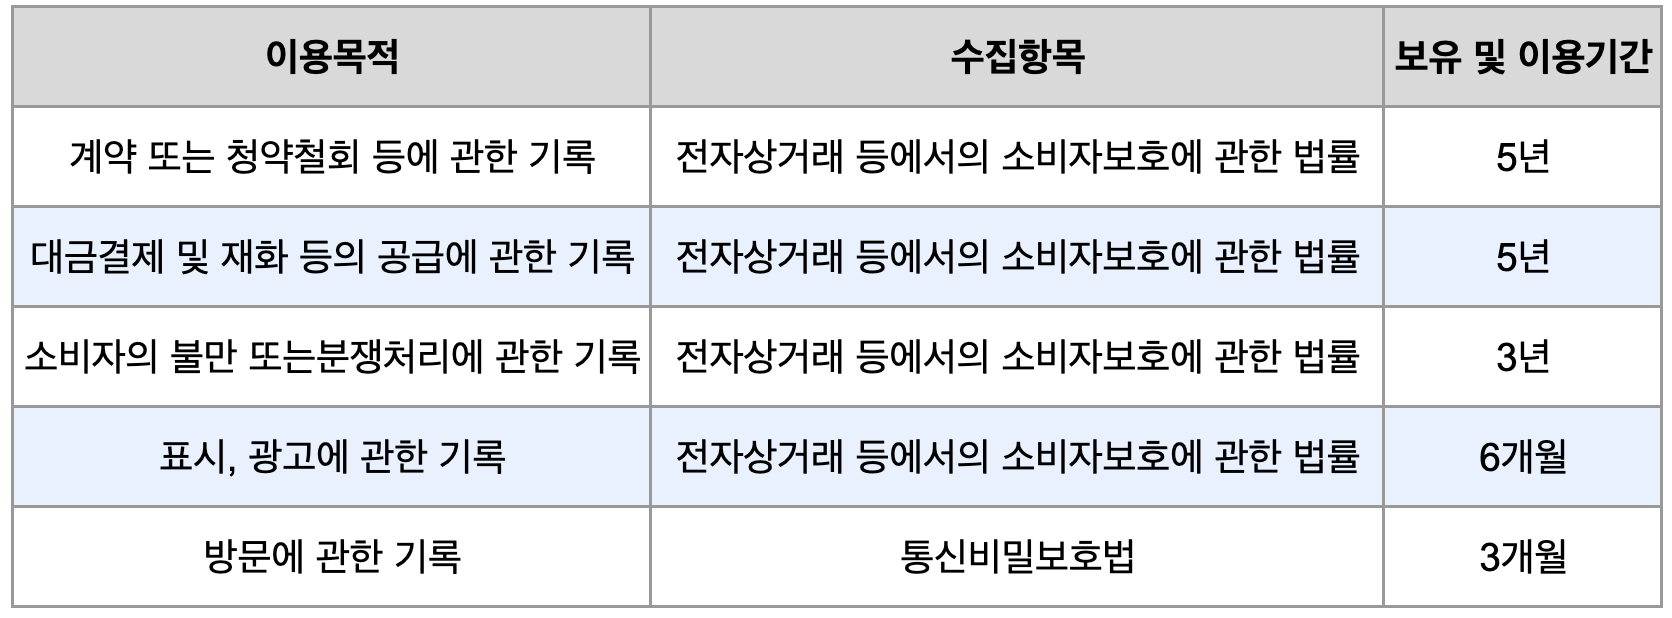 이용목적 수집항목 보유 및 이용기간
계약 또는 청약철회 등에 관한 기록 전자상거래 등에서의 소비자보호에 관한 법률 5년
대금결제 및 재화 등의 공급에 관한 기록 전자상거래 등에서의 소비자보호에 관한 법률 5년
소비자의 불만 또는분쟁처리에 관한 기록 전자상거래 등에서의 소비자보호에 관한 법률 3년
표시, 광고에 관한 기록 전자상거래 등에서의 소비자보호에 관한 법률 6개월
방문에 관한 기록 통신비밀보호법 3개월